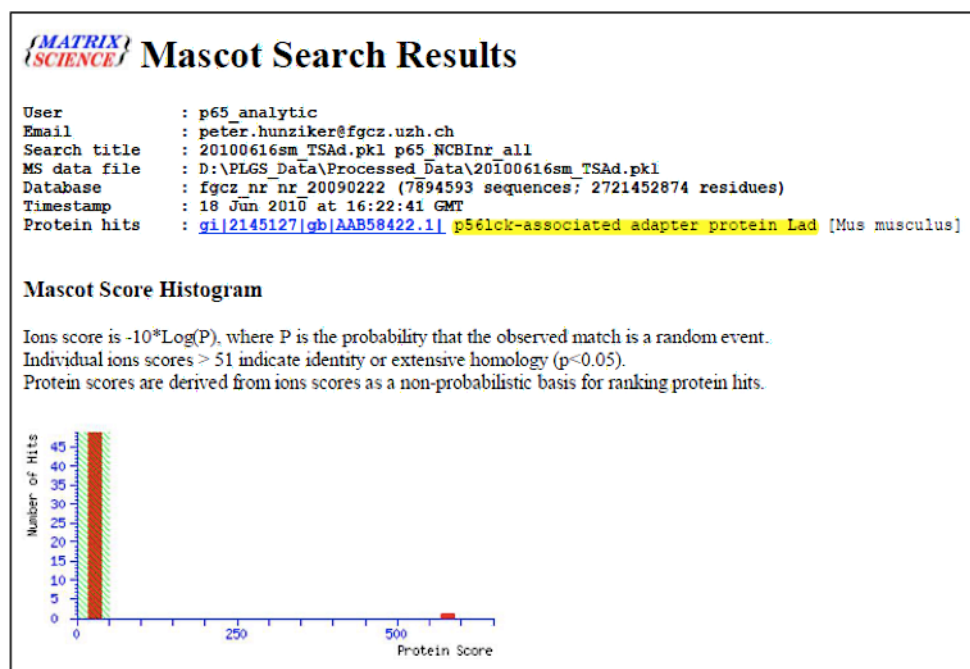 {MATRIX SCIENCE} Mascot Search Results
User : p65_analytic
Email : peter.hunziker@fgcz.uzh.ch
Search title : 20100616sm_TSAd.pkl p65_NCBInr_all
MS data file : D:\PLGS_Data\Processed_Data\20100616sm_TSAd.pkl
Database : fgcz_nr nr_20090222 (7894593 sequences; 2721452874 residues)
Timestamp : 18 Jun 2010 at 16:22:41 GMT
Protein hits : gi|2145127|gb|AAB58422.1| p56lck-associated adapter protein Lad [Mus musculus]
Mascot Score Histogram
Ions score is -10*Log(P), where P is the probability that the observed match is a random event.
Individual ions scores > 51 indicate identity or extensive homology (p<0.05).
Protein scores are derived from ions scores as a non-probabilistic basis for ranking protein hits.
Number of Hits
45
40
35
30
25
20
15
10
5
0
0 250 500
Protein Score